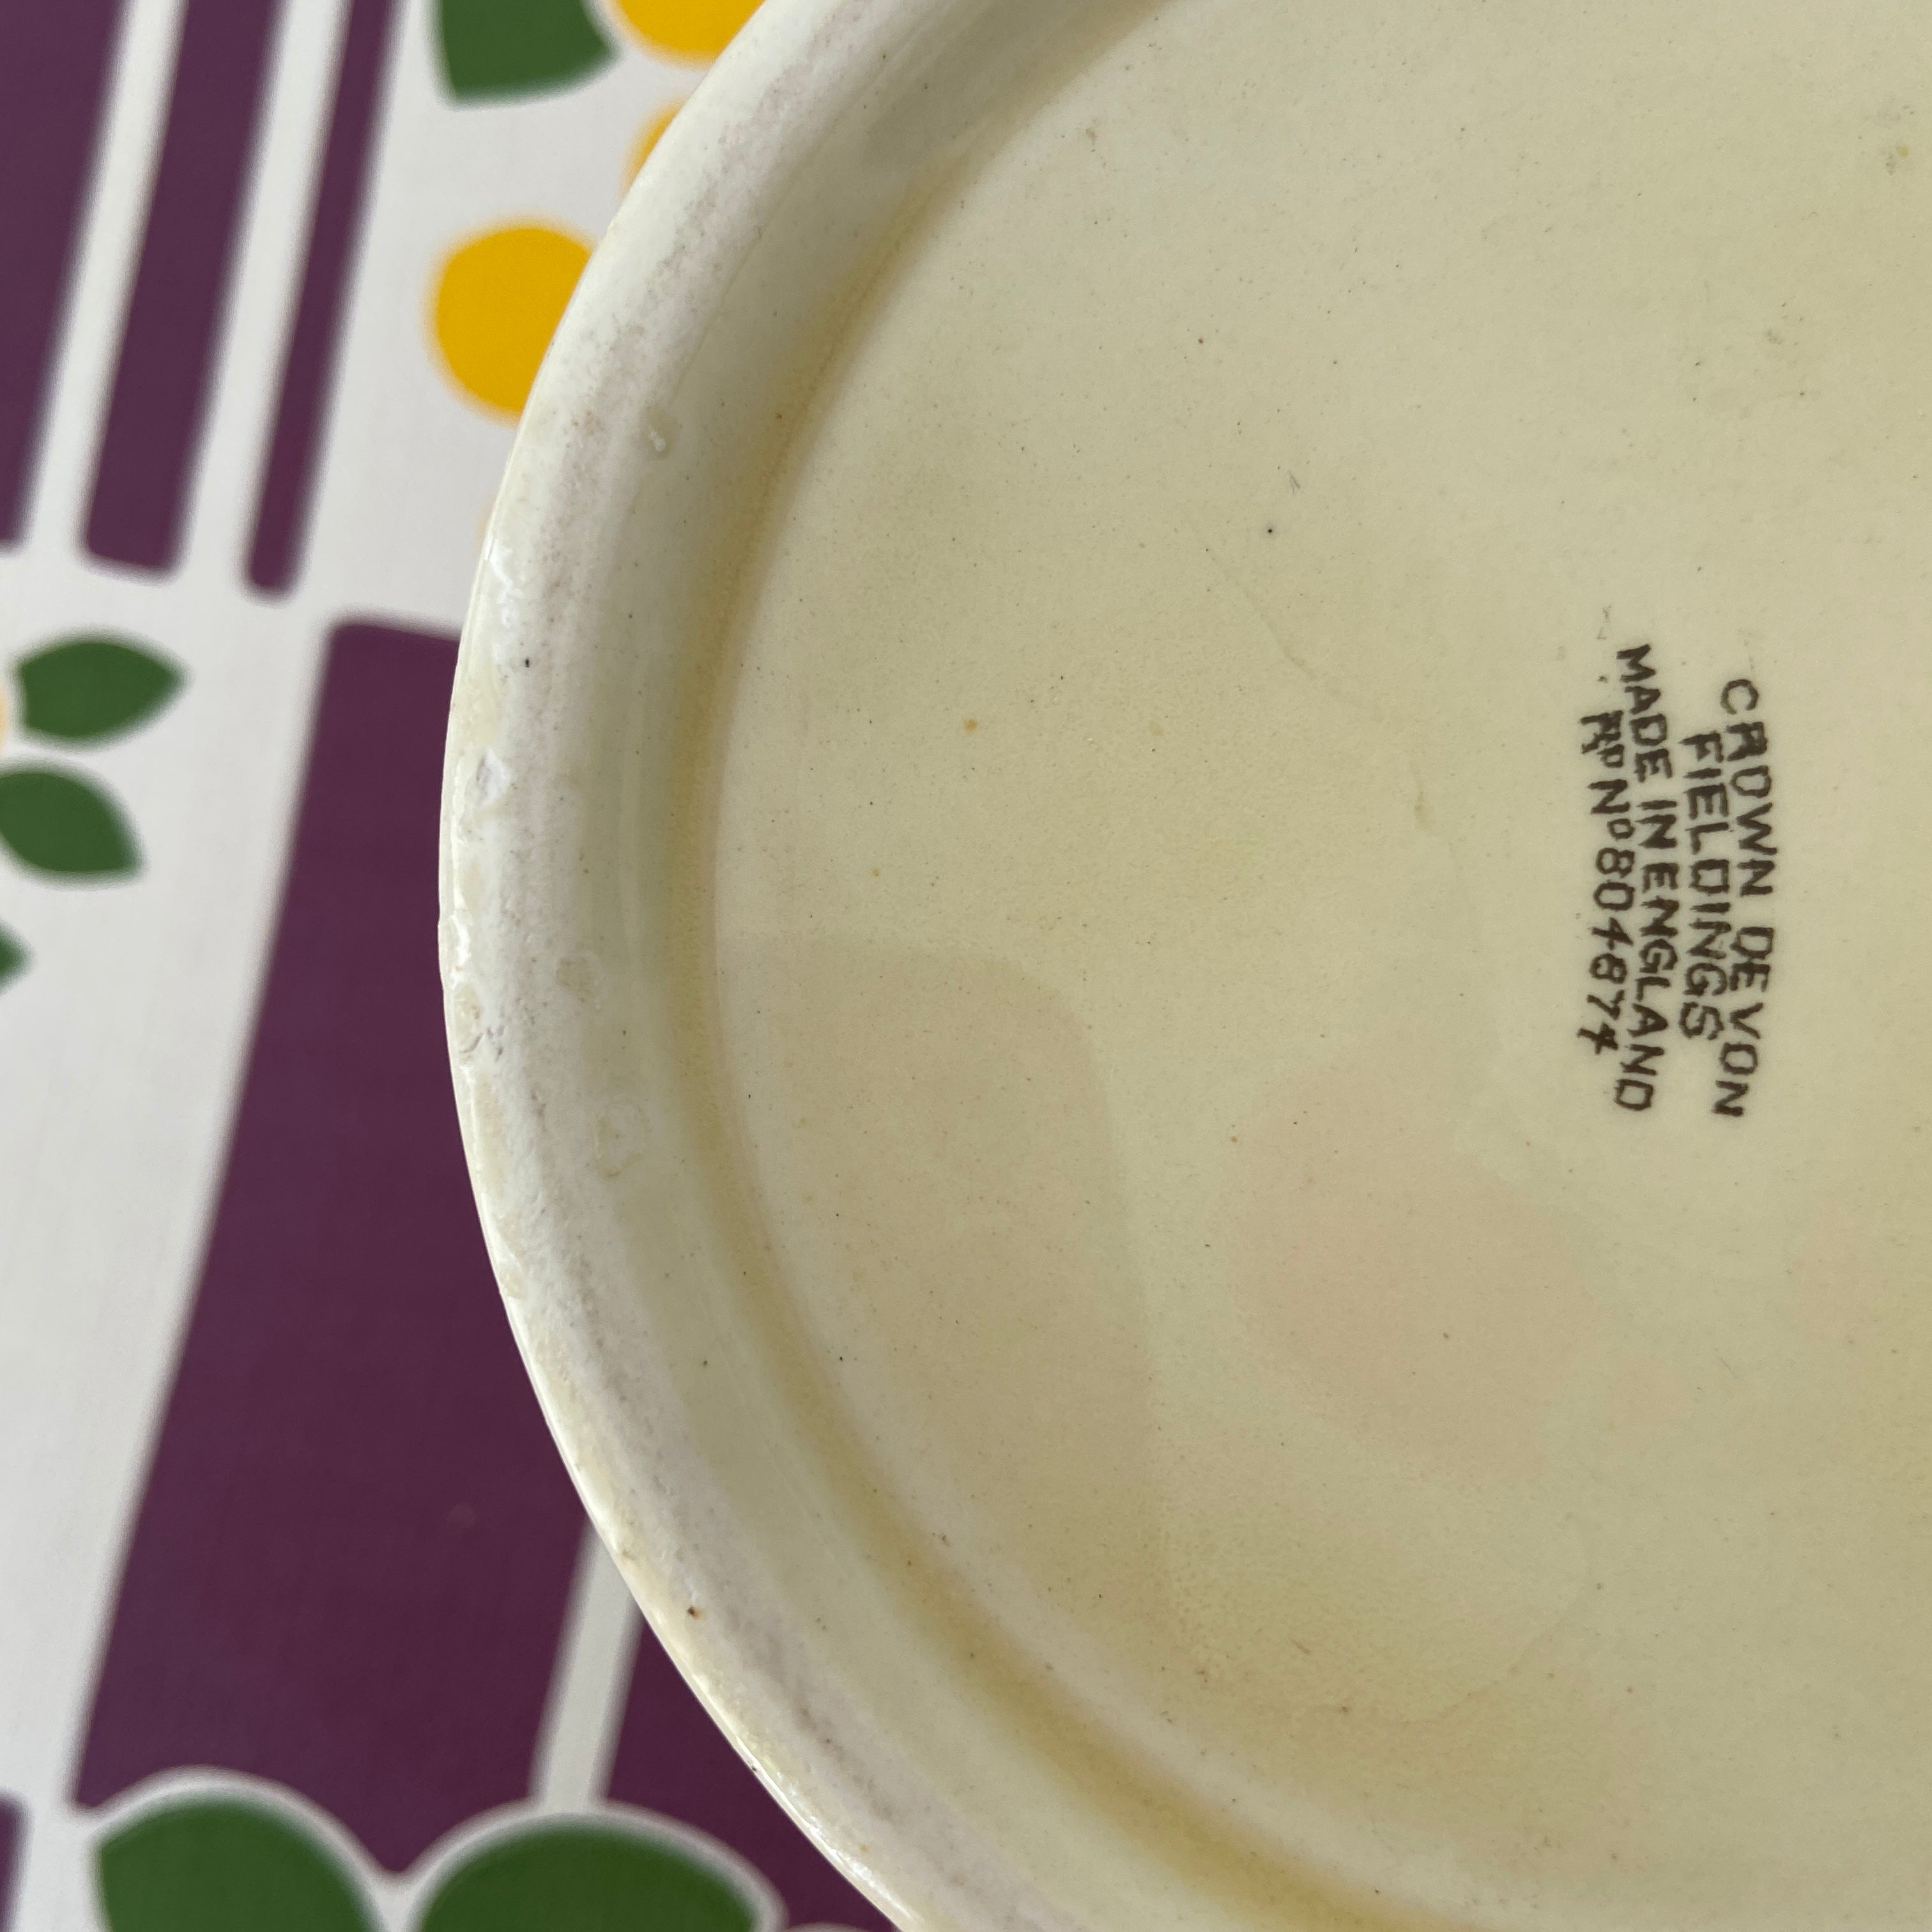 CROWN DEVON
FIELDINGS
MADE IN ENGLAND
RD No 804874